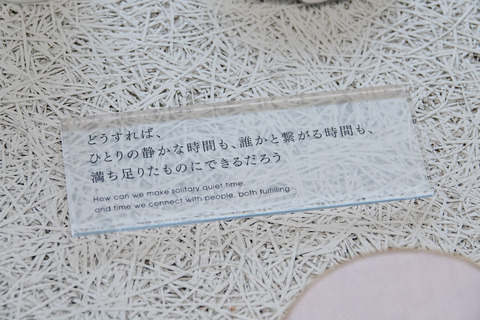 どうすれば、
ひとりの静かな時間も、誰かと繋がる時間も、
満ち足りたものにできるだろう
How can we make solitary quiet time,
and time we connect with people, both fulfilling.